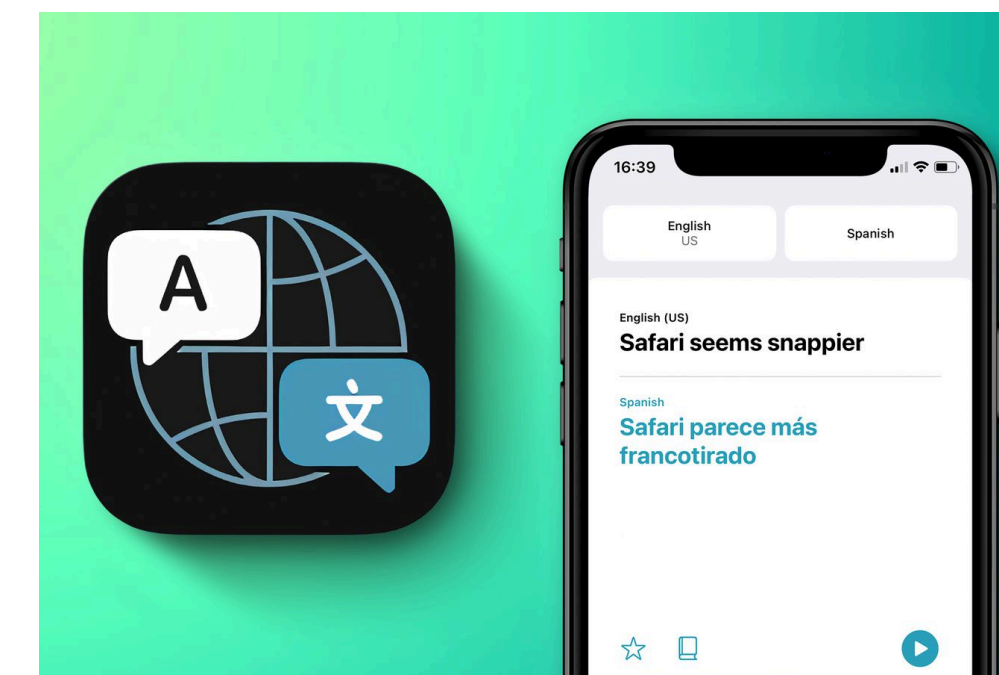 A
文
16:39
English
US
Spanish
English (US)
Safari seems snappier
Spanish
Safari parece más
francotirado